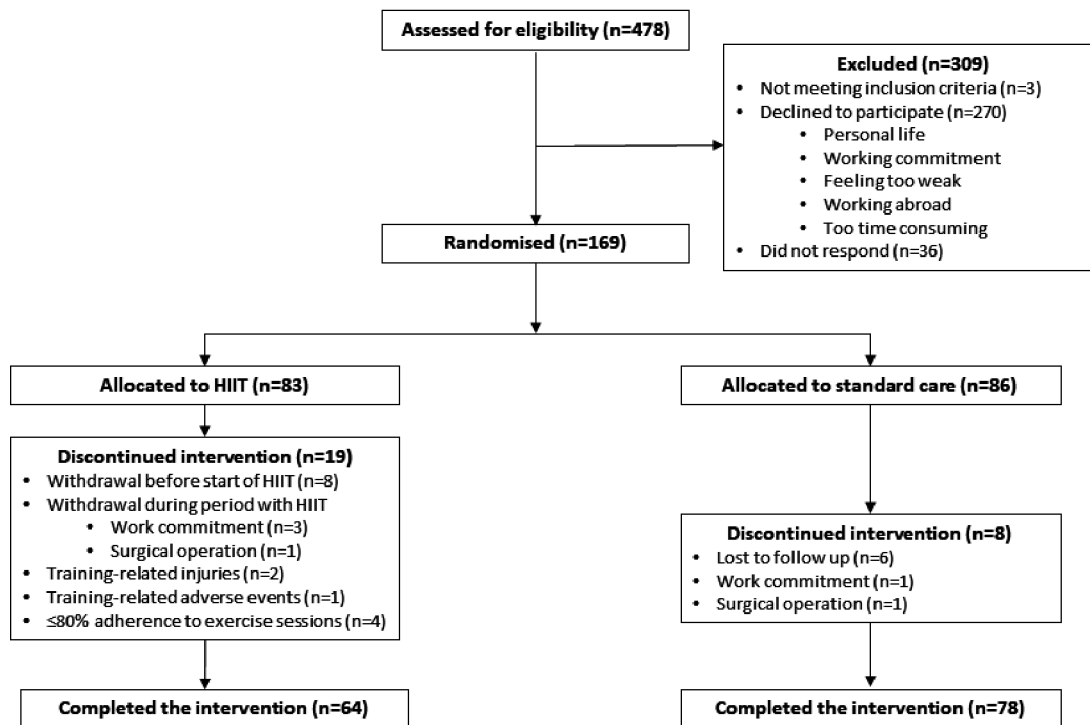 Assessed for eligibility (n=478)
Excluded (n=309)
• Not meeting inclusion criteria (n=3)
• Declined to participate (n=270)
• Personal life
• Working commitment
• Feeling too weak
• Working abroad
• Too time consuming
• Did not respond (n=36)
Randomised (n=169)
Allocated to HIIT (n=83)
Allocated to standard care (n=86)
Discontinued intervention (n=19)
• Withdrawal before start of HIIT (n=8)
• Withdrawal during period with HIIT
• Work commitment (n=3)
• Surgical operation (n=1)
• Training-related injuries (n=2)
• Training-related adverse events (n=1)
• ≤80% adherence to exercise sessions (n=4)
Discontinued intervention (n=8)
• Lost to follow up (n=6)
• Work commitment (n=1)
• Surgical operation (n=1)
Completed the intervention (n=64)
Completed the intervention (n=78)